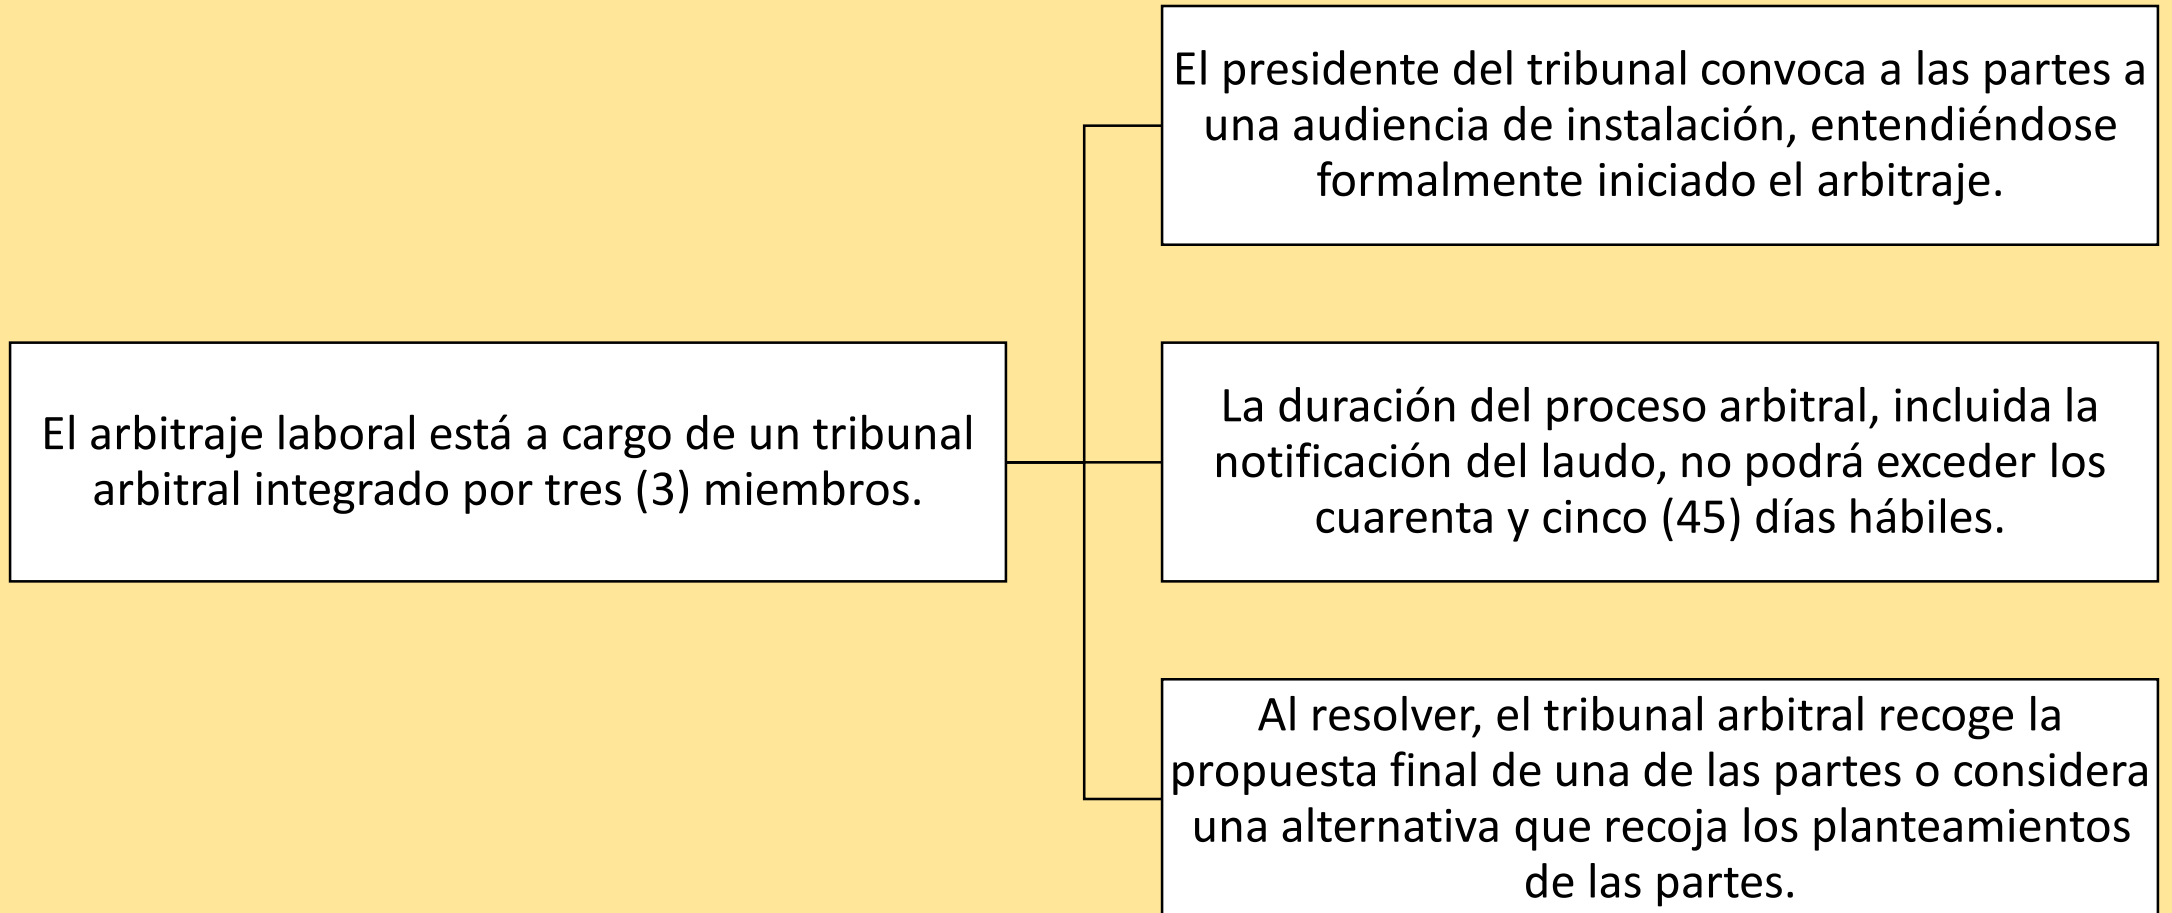 El presidente del tribunal convoca a las partes a
una audiencia de instalación, entendiéndose
formalmente iniciado el arbitraje.
El arbitraje laboral está a cargo de un tribunal
arbitral integrado por tres (3) miembros.
La duración del proceso arbitral, incluida la
notificación del laudo, no podrá exceder los
cuarenta y cinco (45) días hábiles.
Al resolver, el tribunal arbitral recoge la
propuesta final de una de las partes o considera
una alternativa que recoja los planteamientos
de las partes.